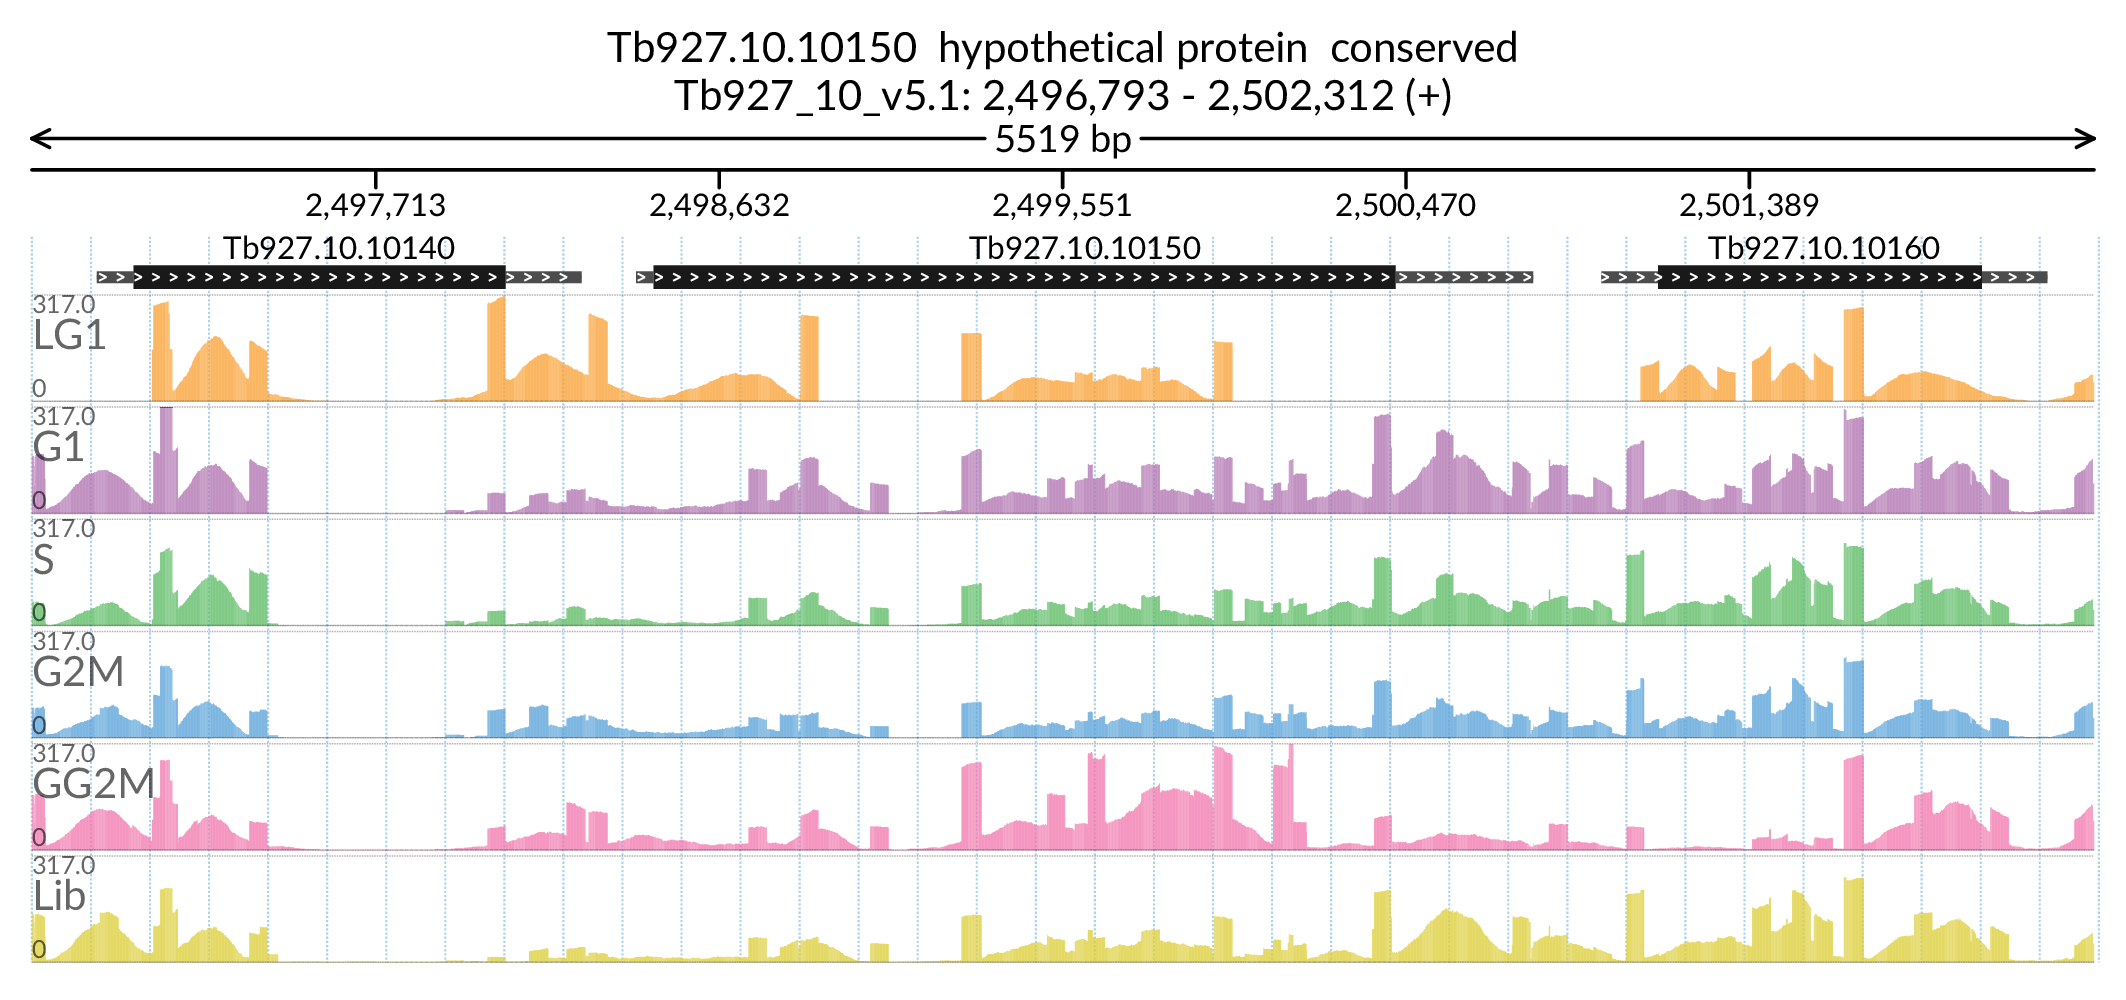 Tb927.10.10150 hypothetical protein conserved
Tb927_10_v5.1: 2,496,793 - 2,502,312 (+)
5519 bp
2,497,713 2,498,632 2,499,551 2,500,470 2,501,389
Tb927.10.10140 Tb927.10.10150 Tb927.10.10160
317.0
LG1
0
317.0
G1
0
317.0
S
0
317.0
G2M
0
317.0
GG2M
0
317.0
Lib
0